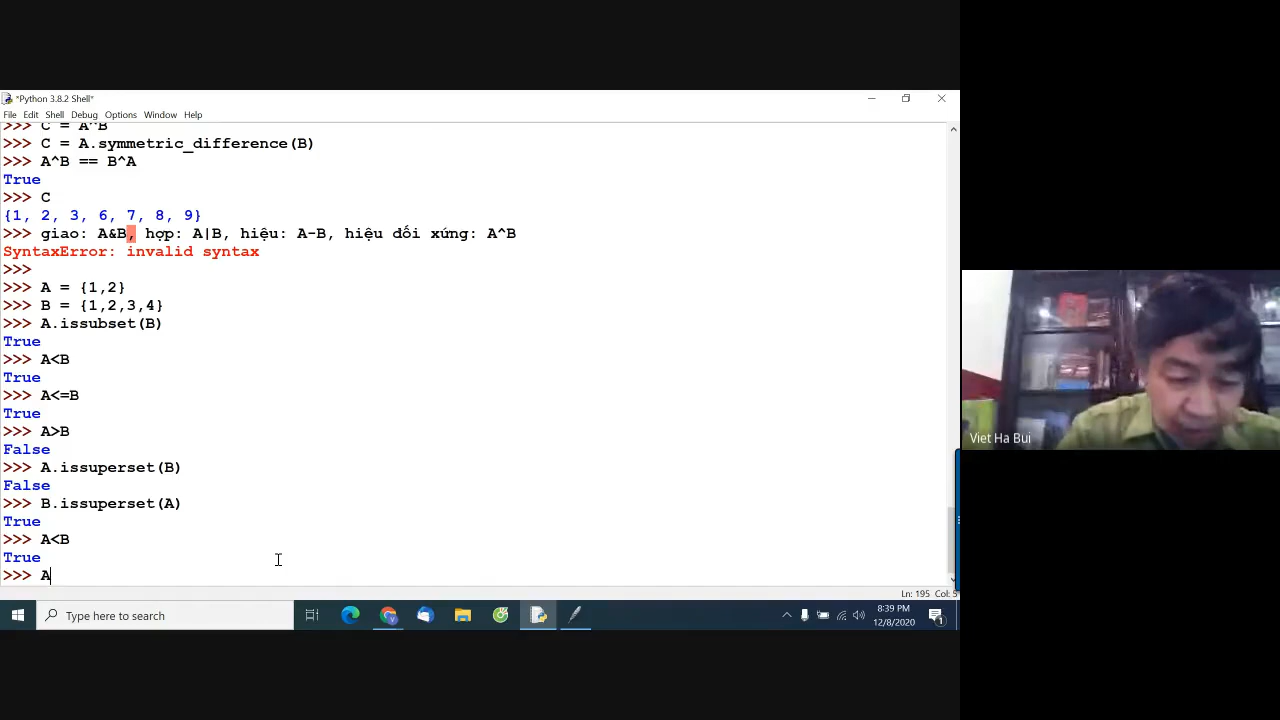 *Python 3.8.2 Shell*
File Edit Shell Debug Options Window Help
>>> C = A^B
>>> C = A.symmetric_difference(B)
>>> A^B == B^A
True
>>> C
{1, 2, 3, 6, 7, 8, 9}
>>> giao: A&B, hợp: A|B, hiệu: A-B, hiệu đối xứng: A^B
SyntaxError: invalid syntax
>>>
>>> A = {1,2}
>>> B = {1,2,3,4}
>>> A.issubset(B)
True
>>> A<B
True
>>> A<=B
True
>>> A>B
False
>>> A.issuperset(B)
False
>>> B.issuperset(A)
True
>>> A<B
True
>>> A
Viet Ha Bui
Ln: 195 Col: 5
Type here to search
8:39 PM
12/8/2020
1